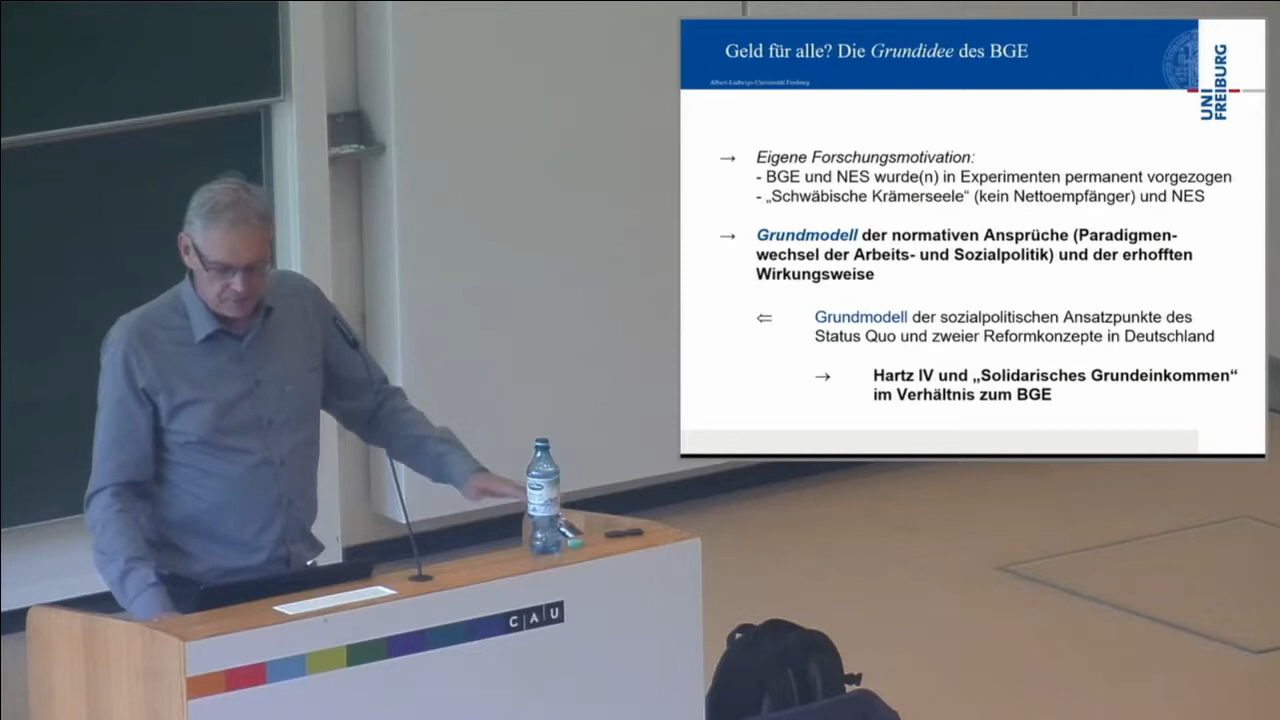 Geld für alle? Die Grundidee des BGE
Albert-Ludwigs-Universität Freiburg
UNI
FREIBURG
→ Eigene Forschungsmotivation:
- BGE und NES wurde(n) in Experimenten permanent vorgezogen
- „Schwäbische Krämerseele“ (kein Nettoempfänger) und NES
→ Grundmodell der normativen Ansprüche (Paradigmen-
wechsel der Arbeits- und Sozialpolitik) und der erhofften
Wirkungsweise
⇐ Grundmodell der sozialpolitischen Ansatzpunkte des
Status Quo und zweier Reformkonzepte in Deutschland
→ Hartz IV und „Solidarisches Grundeinkommen“
im Verhältnis zum BGE
C|A|U